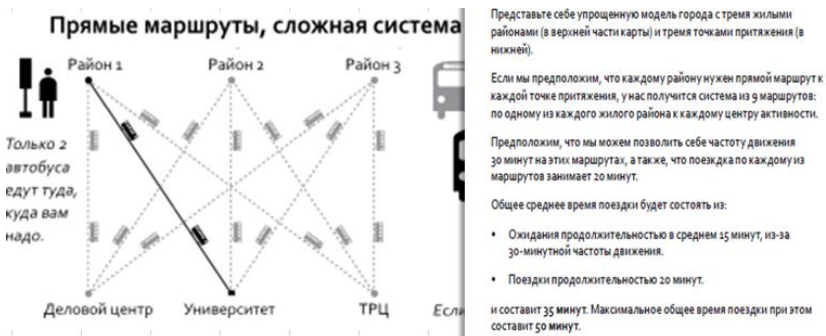 Прямые маршруты, сложная система
Район 1
Район 2
Район 3
Только 2
автобуса
едут туда,
куда вам
надо.
Деловой центр
Университет
ТРЦ
Если
Представьте себе упрощенную модель города с тремя жилыми
районами (в верхней части карты) и тремя точками притяжения (в
нижней).
Если мы предположим, что каждому району нужен прямой маршрут к
каждой точке притяжения, у нас получится система из 9 маршрутов:
по одному из каждого жилого района к каждому центру активности.
Предположим, что мы можем позволить себе частоту движения
30 минут на этих маршрутах, а также, что поезкдка по каждому из
маршрутов занимает 20 минут.
Общее среднее время поездки будет состоять из:
• Ожидания продолжительностью в среднем 15 минут, из-за
30-минутной частоты движения.
• Поездки продолжительностью 20 минут.
и составит 35 минут. Максимальное общее время поездки при этом
составит 50 минут.